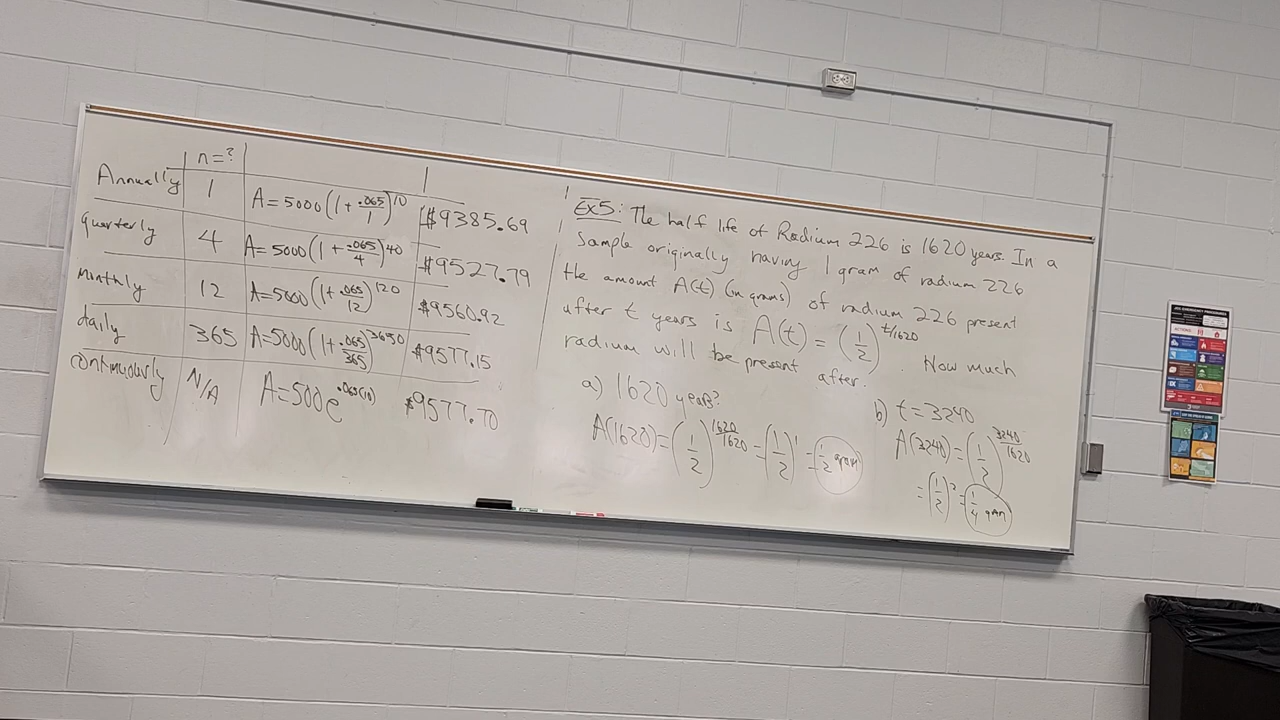 n=?
Annually 1 A=5000(1+.065/1)^10 $9385.69
quarterly 4 A=5000(1+.065/4)^40 $9527.79
Monthly 12 A=5000(1+.065/12)^120 $9560.92
daily 365 A=5000(1+.065/365)^3650 $9577.15
continuously N/A A=500e^.065(10) $9577.70
Ex5: The half life of Radium 226 is 1620 years. In a
Sample originally having 1 gram of radium 226
the amount A(t) (in grams) of radium 226 present
after t years is A(t) = (1/2)^t/1620. Now much
radium will be present after.
a) 1620 years?
A(1620)=(1/2)^1620/1620=(1/2)^1=1/2 gram
b) t=3240
A(3240)=(1/2)^3240/1620
=(1/2)^2=1/4 gram